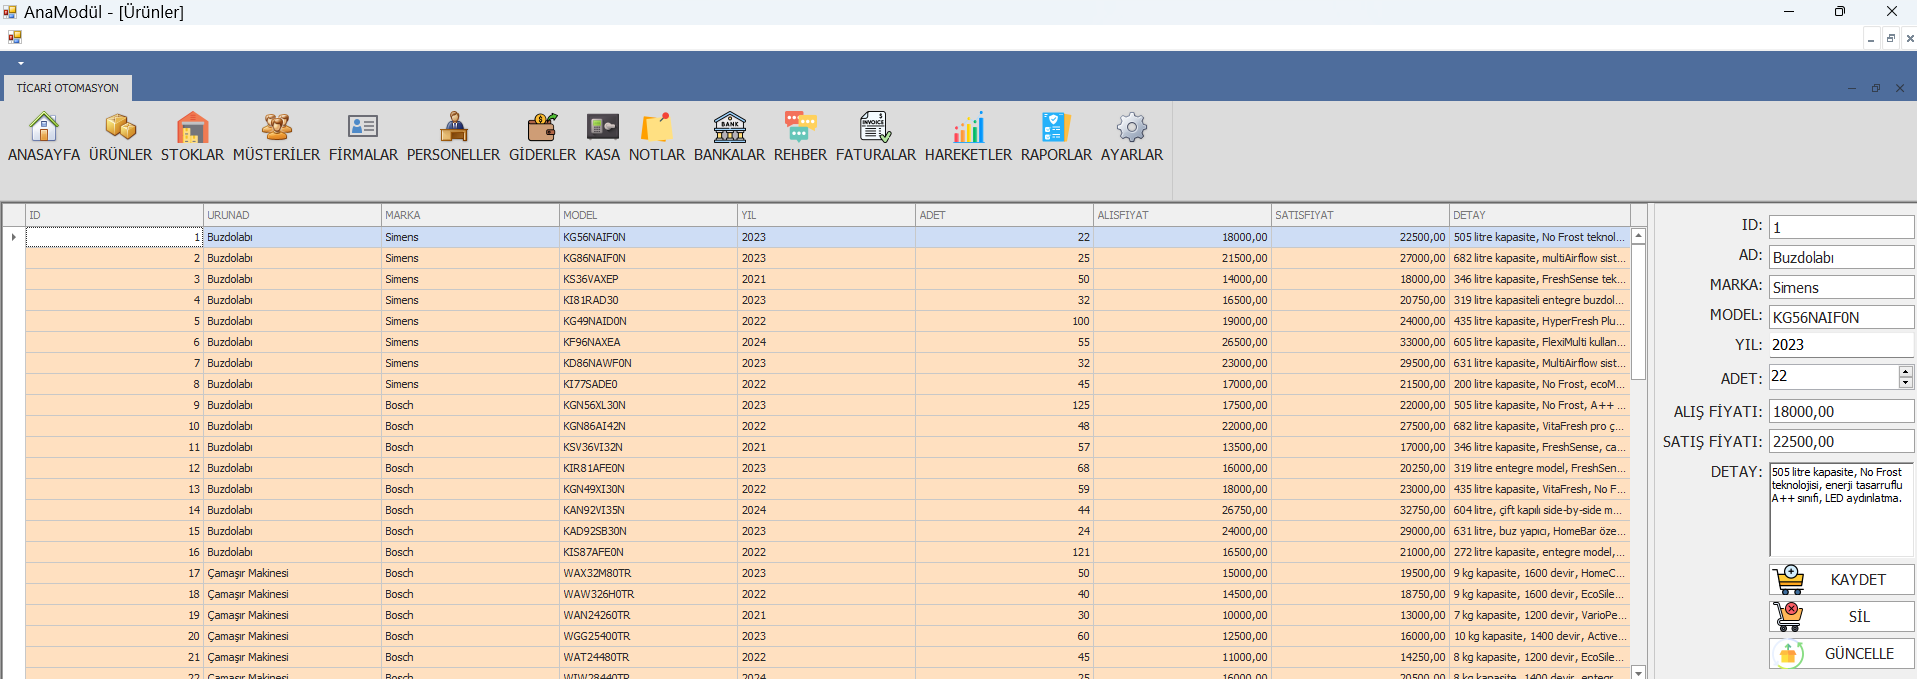 AnaModül - [Ürünler]
TİCARİ OTOMASYON
ANASAYFA ÜRÜNLER STOKLAR MÜSTERİLER FİRMALAR PERSONELLER GİDERLER KASA NOTLAR BANKALAR REHBER FATURALAR HAREKETLER RAPORLAR AYARLAR
ID URUNAD MARKA MODEL YIL ADET ALISFIYAT SATISFIYAT DETAY
1 Buzdolabı Simens KG56NAIF0N 2023 22 18000,00 22500,00 505 litre kapasite, No Frost teknol...
2 Buzdolabı Simens KG86NAIF0N 2023 25 21500,00 27000,00 682 litre kapasite, multiAirflow sist...
3 Buzdolabı Simens KS36VAXEP 2021 50 14000,00 18000,00 346 litre kapasite, FreshSense tek...
4 Buzdolabı Simens KI81RAD30 2023 32 16500,00 20750,00 319 litre kapasiteli entegre buzdol...
5 Buzdolabı Simens KG49NAID0N 2022 100 19000,00 24000,00 435 litre kapasite, HyperFresh Plu...
6 Buzdolabı Simens KF96NAXEA 2024 55 26500,00 33000,00 605 litre kapasite, FlexiMulti kullan...
7 Buzdolabı Simens KD86NAWF0N 2023 32 23000,00 29500,00 631 litre kapasite, MultiAirflow sist...
8 Buzdolabı Simens KI77SADE0 2022 45 17000,00 21500,00 200 litre kapasite, No Frost, ecoM...
9 Buzdolabı Bosch KGN56XL30N 2023 125 17500,00 22000,00 505 litre kapasite, No Frost, A++ ...
10 Buzdolabı Bosch KGN86AI42N 2022 48 22000,00 27500,00 682 litre kapasite, VitaFresh pro ç...
11 Buzdolabı Bosch KSV36VI32N 2021 57 13500,00 17000,00 346 litre kapasite, FreshSense, ca...
12 Buzdolabı Bosch KIR81AFE0N 2023 68 16000,00 20250,00 319 litre entegre model, FreshSen...
13 Buzdolabı Bosch KGN49XI30N 2022 59 18000,00 23000,00 435 litre kapasite, VitaFresh, No F...
14 Buzdolabı Bosch KAN92VI35N 2024 44 26750,00 32750,00 604 litre, çift kapılı side-by-side m...
15 Buzdolabı Bosch KAD92SB30N 2023 24 24000,00 29000,00 631 litre, buz yapıcı, HomeBar öze...
16 Buzdolabı Bosch KIS87AFE0N 2022 121 16500,00 21000,00 272 litre kapasite, entegre model,...
17 Çamaşır Makinesi Bosch WAX32M80TR 2023 50 15000,00 19500,00 9 kg kapasite, 1600 devir, HomeC...
18 Çamaşır Makinesi Bosch WAW326H0TR 2022 40 14500,00 18750,00 9 kg kapasite, 1600 devir, EcoSile...
19 Çamaşır Makinesi Bosch WAN24260TR 2021 30 10000,00 13000,00 7 kg kapasite, 1200 devir, VarioPe...
20 Çamaşır Makinesi Bosch WGG25400TR 2023 60 12500,00 16000,00 10 kg kapasite, 1400 devir, Active...
21 Çamaşır Makinesi Bosch WAT24480TR 2022 45 11000,00 14250,00 8 kg kapasite, 1200 devir, EcoSile...
22 Çamaşır Makinesi Bosch WIW28440TR 2024 25 16000,00 20500,00 8 kg kapasite, 1400 devir, entegr...
ID: 1
AD: Buzdolabı
MARKA: Simens
MODEL: KG56NAIF0N
YIL: 2023
ADET: 22
ALIŞ FİYATI: 18000,00
SATIŞ FİYATI: 22500,00
DETAY: 505 litre kapasite, No Frost
teknolojisi, enerji tasarruflu
A++ sınıfı, LED aydınlatma.
KAYDET
SİL
GÜNCELLE